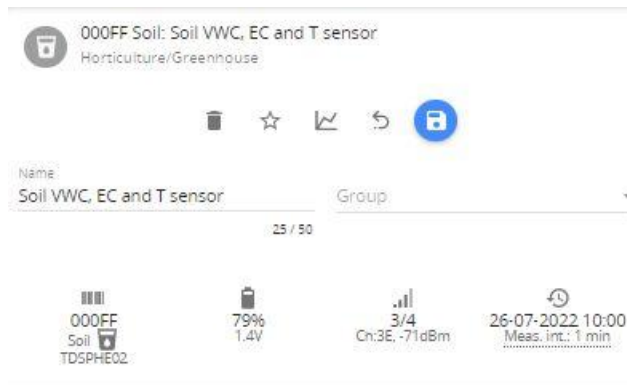 000FF Soil: Soil VWC, EC and T sensor
Horticulture/Greenhouse
Name
Soil VWC, EC and T sensor
Group
25 / 50
000FF
Soil
TDSPHE02
79%
1.4V
3/4
Ch:3E, -71dBm
26-07-2022 10:00
Meas. int.: 1 min